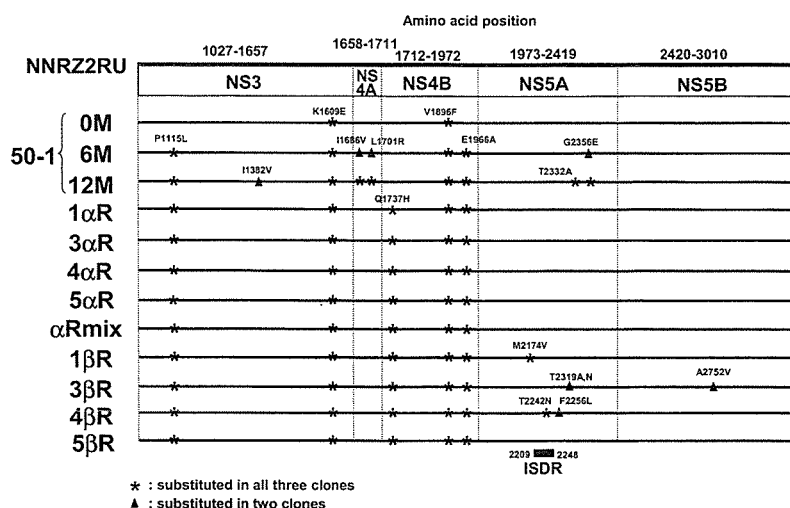 Amino acid position
1027-1657 1658-1711 1712-1972 1973-2419 2420-3010
NNRZ2RU
NS3 NS 4A NS4B NS5A NS5B
K1609E V1896F
0M
P1115L I1686V L1701R E1966A G2356E
50-1 6M
I1382V T2332A
12M
Q1737H
1αR
3αR
4αR
5αR
αRmix
M2174V
1βR
T2319A,N A2752V
3βR
T2242N F2256L
4βR
5βR
2209 2248
ISDR
* : substituted in all three clones
▲ : substituted in two clones